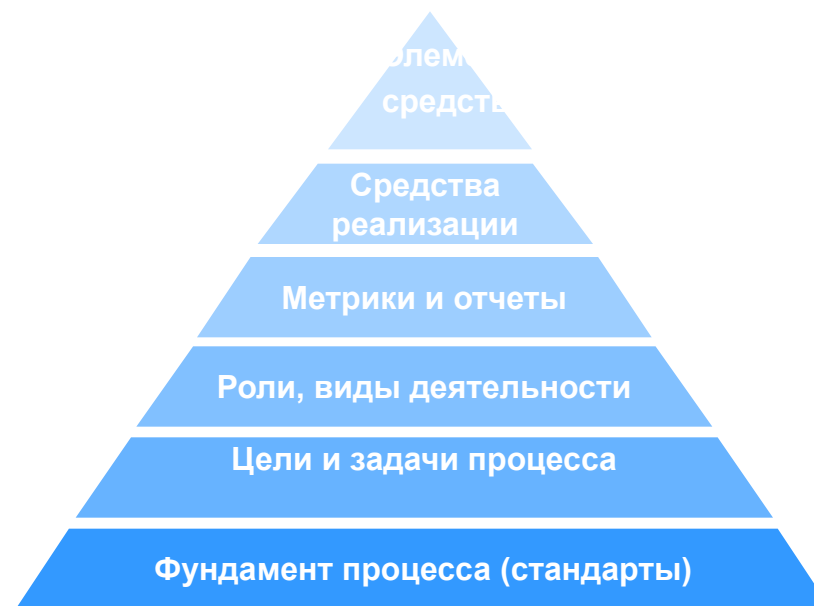 Средства
реализации
Метрики и отчеты
Роли, виды деятельности
Цели и задачи процесса
Фундамент процесса (стандарты)